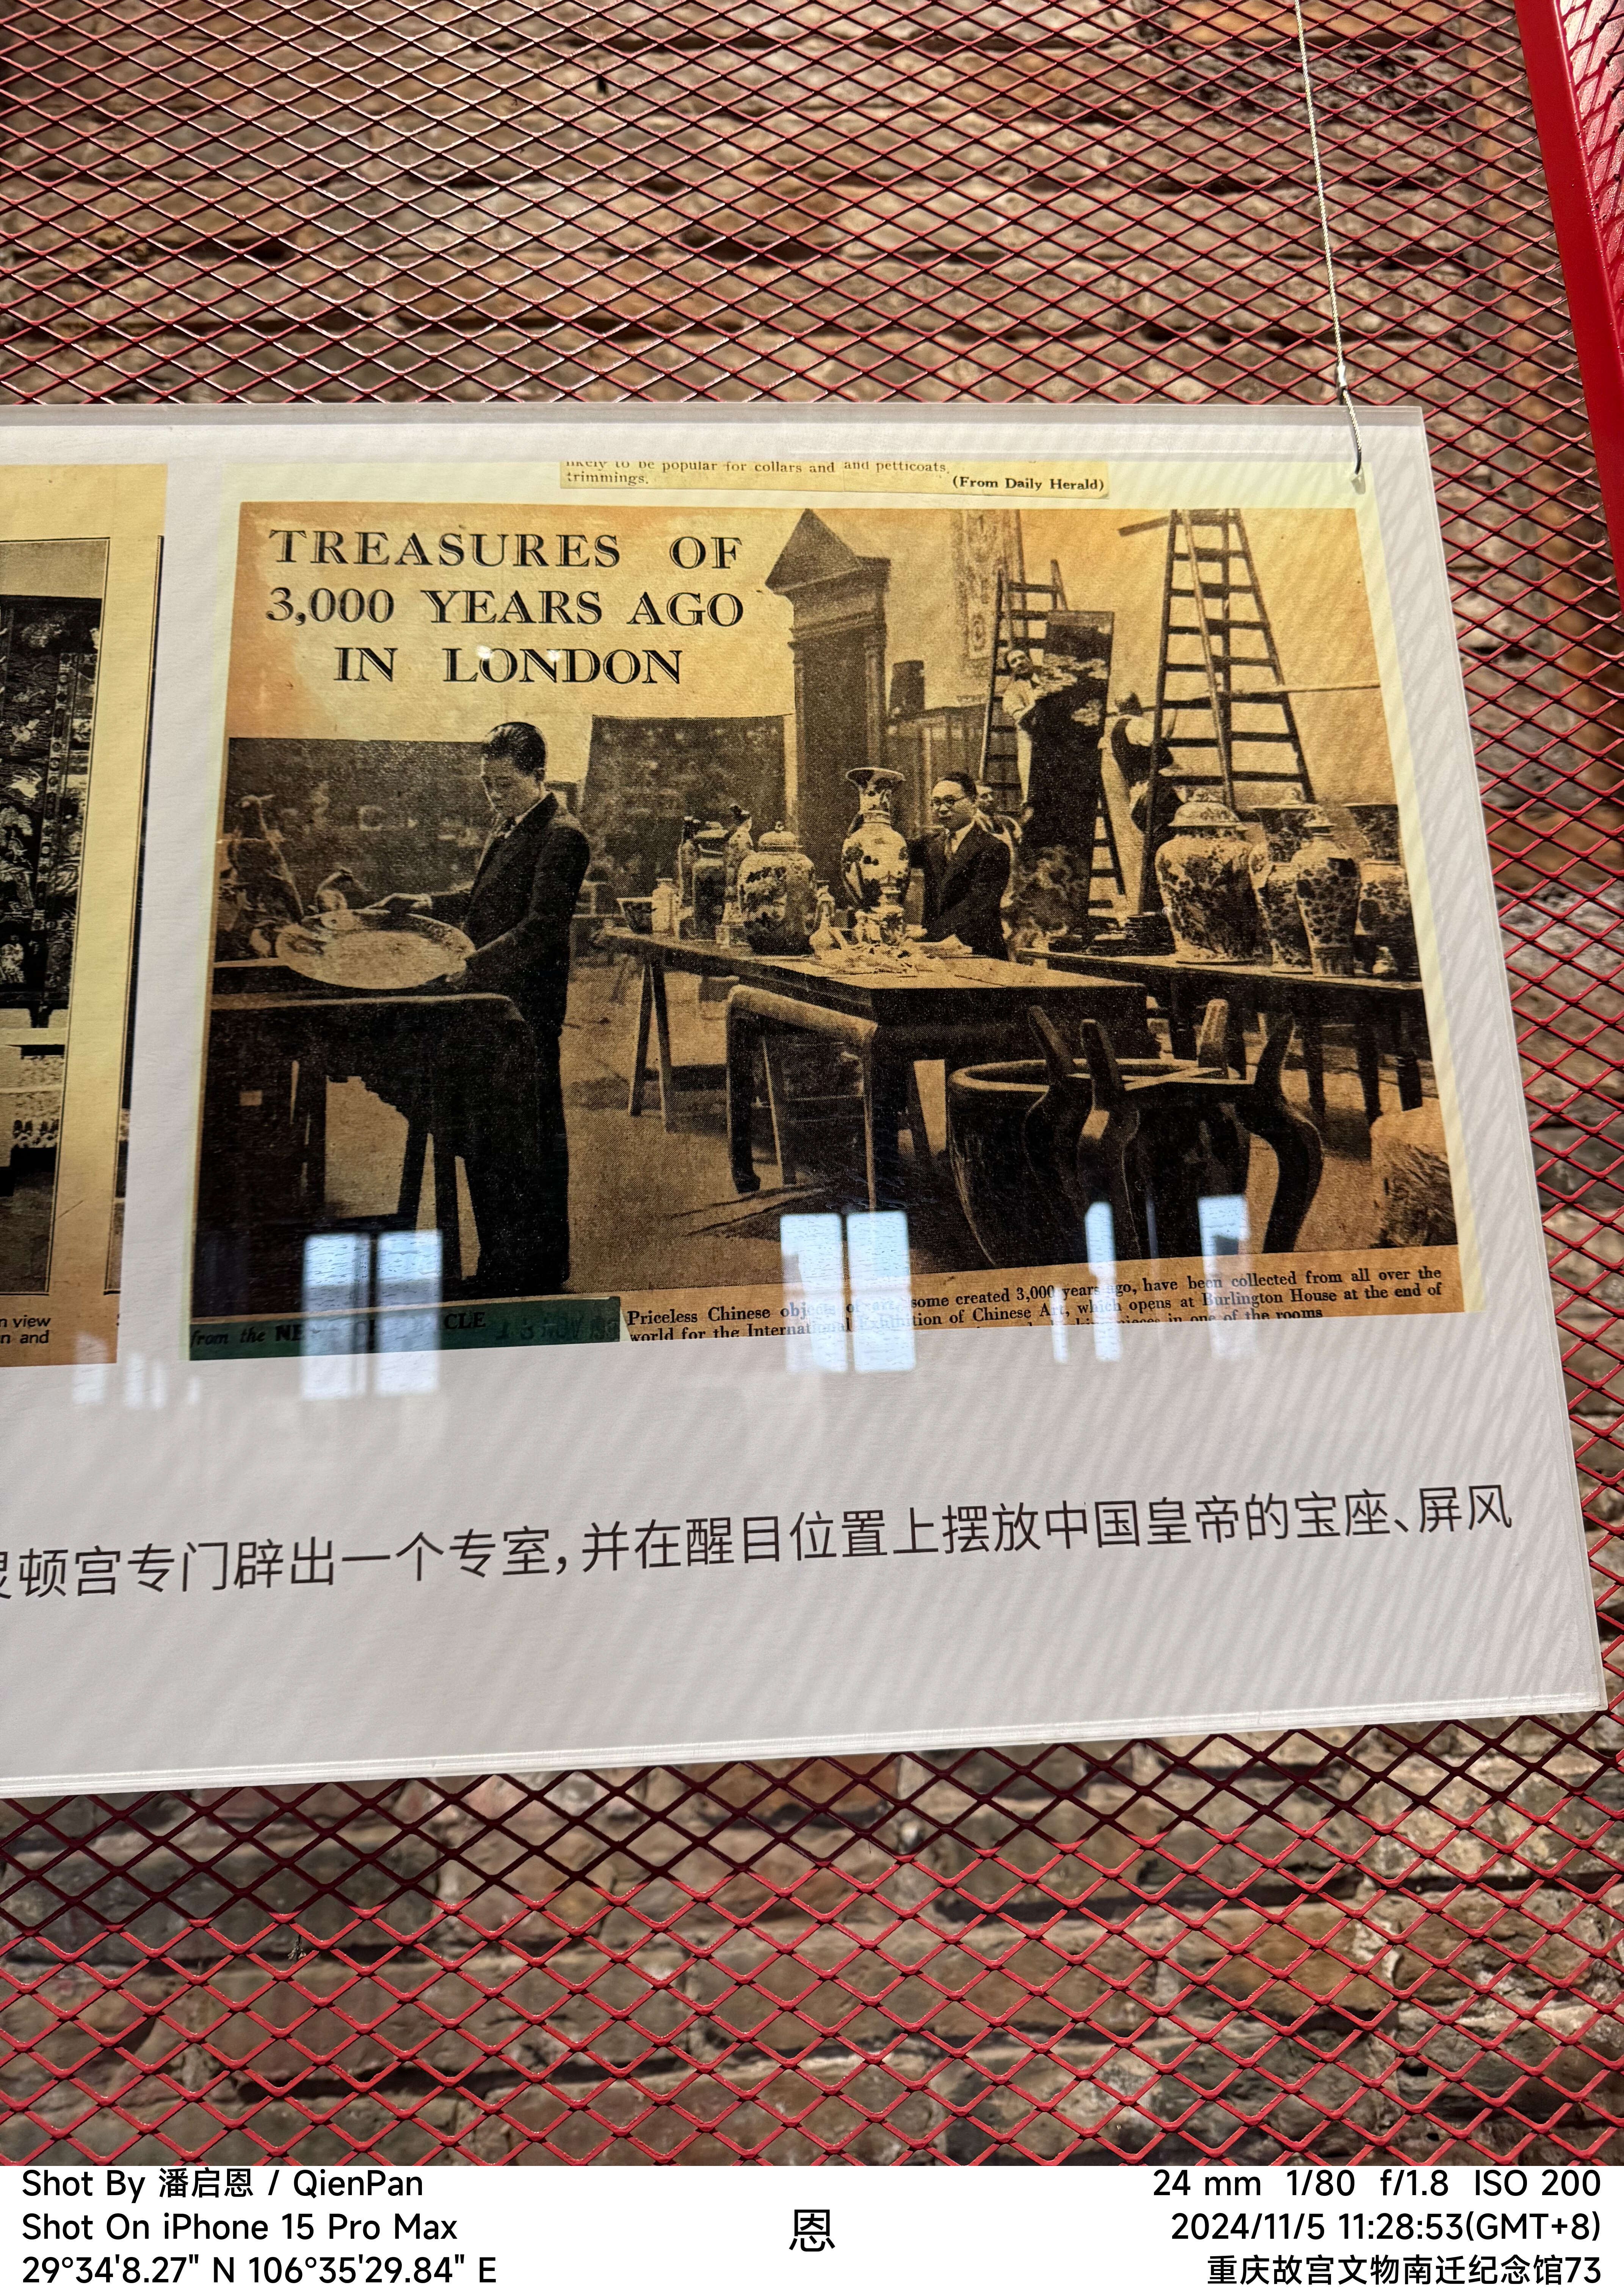 likely to be popular for collars and and petticoats.
trimmings.
(From Daily Herald)
TREASURES OF
3,000 YEARS AGO
IN LONDON
n view
n and
from the NE CLE
Priceless Chinese objects of art, some created 3,000 years ago, have been collected from all over the
world for the International Exhibition of Chinese Art, which opens at Burlington House at the end of
in one of the rooms
灵顿宫专门辟出一个专室,并在醒目位置上摆放中国皇帝的宝座、屏风
Shot By 潘启恩 / QienPan
Shot On iPhone 15 Pro Max
29°34'8.27" N 106°35'29.84" E
恩
24 mm 1/80 f/1.8 ISO 200
2024/11/5 11:28:53(GMT+8)
重庆故宫文物南迁纪念馆73